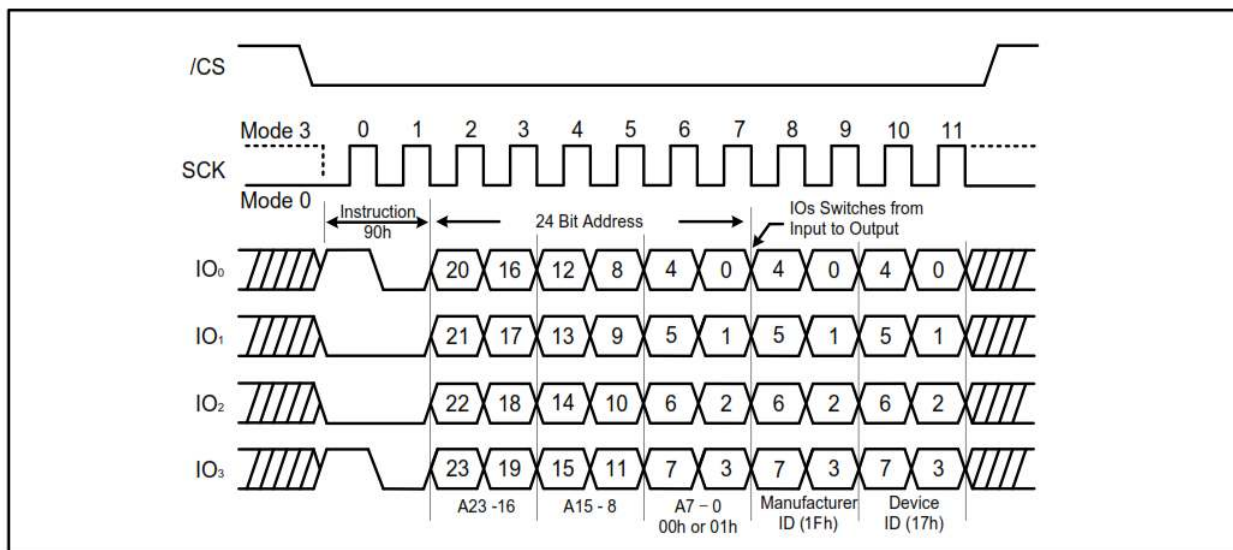 /CS
Mode 3 0 1 2 3 4 5 6 7 8 9 10 11
SCK
Mode 0
Instruction
90h
24 Bit Address
IOs Switches from
Input to Output
IO₀ 20 16 12 8 4 0 4 0 4 0
IO₁ 21 17 13 9 5 1 5 1 5 1
IO₂ 22 18 14 10 6 2 6 2 6 2
IO₃ 23 19 15 11 7 3 7 3 7 3
A23 -16
A15 - 8
A7 – 0
00h or 01h
Manufacturer
ID (1Fh)
Device
ID (17h)